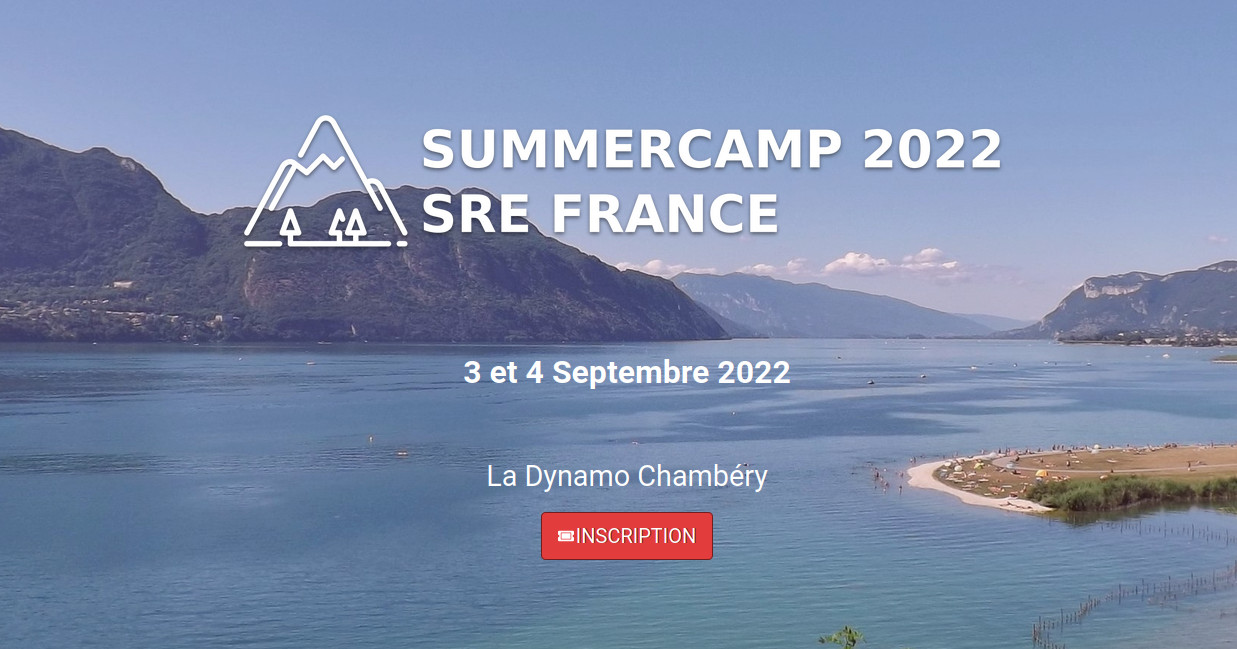 SUMMERCAMP 2022
SRE FRANCE
3 et 4 Septembre 2022
La Dynamo Chambéry
INSCRIPTION